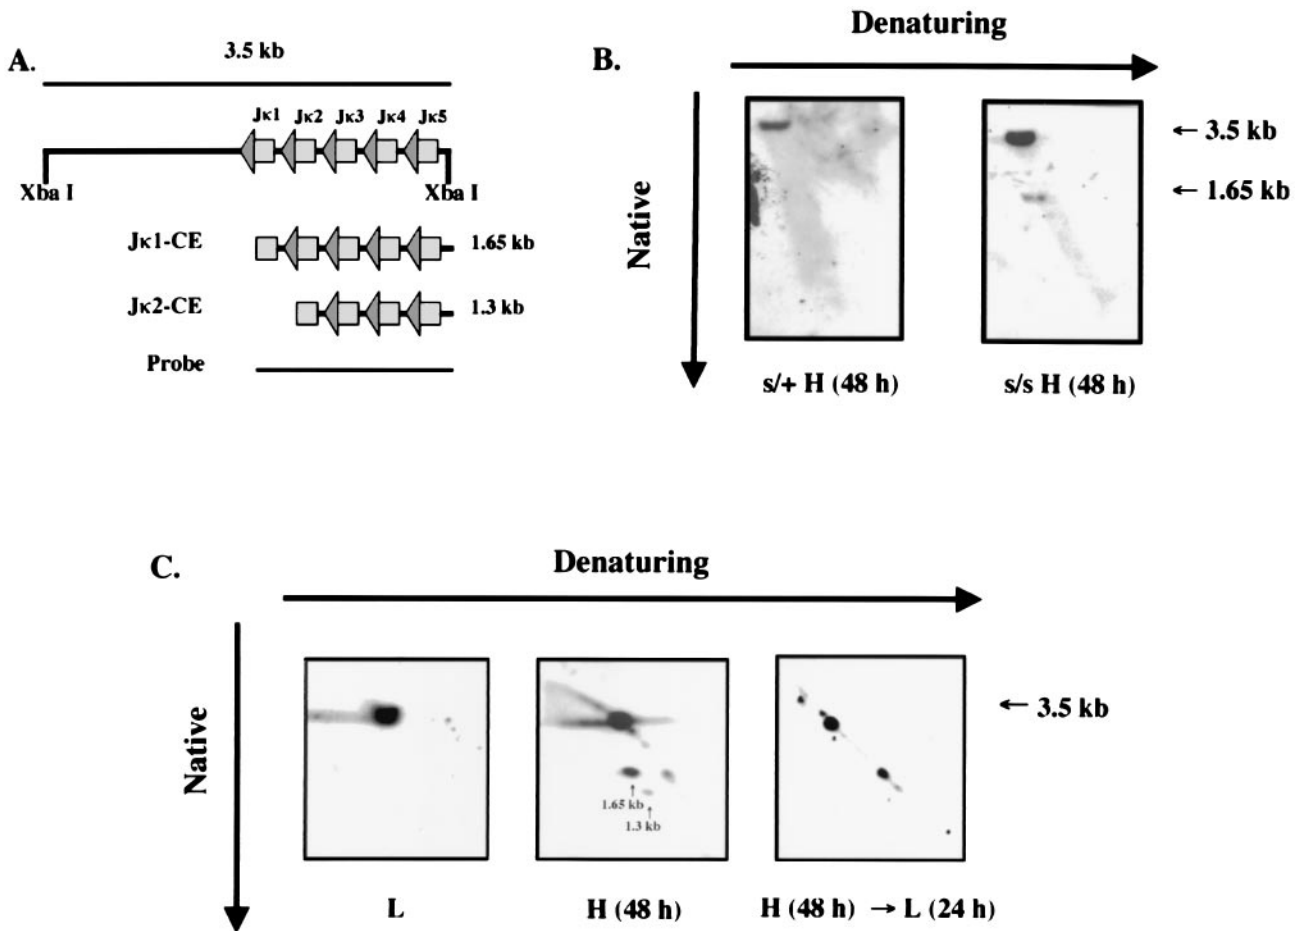 A.
3.5 kb
Jκ1 Jκ2 Jκ3 Jκ4 Jκ5
Xba I Xba I
Jκ1-CE 1.65 kb
Jκ2-CE 1.3 kb
Probe
B.
Denaturing
Native
← 3.5 kb
← 1.65 kb
s/+ H (48 h) s/s H (48 h)
C.
Denaturing
Native
← 3.5 kb
1.65 kb
1.3 kb
L H (48 h) H (48 h) → L (24 h)